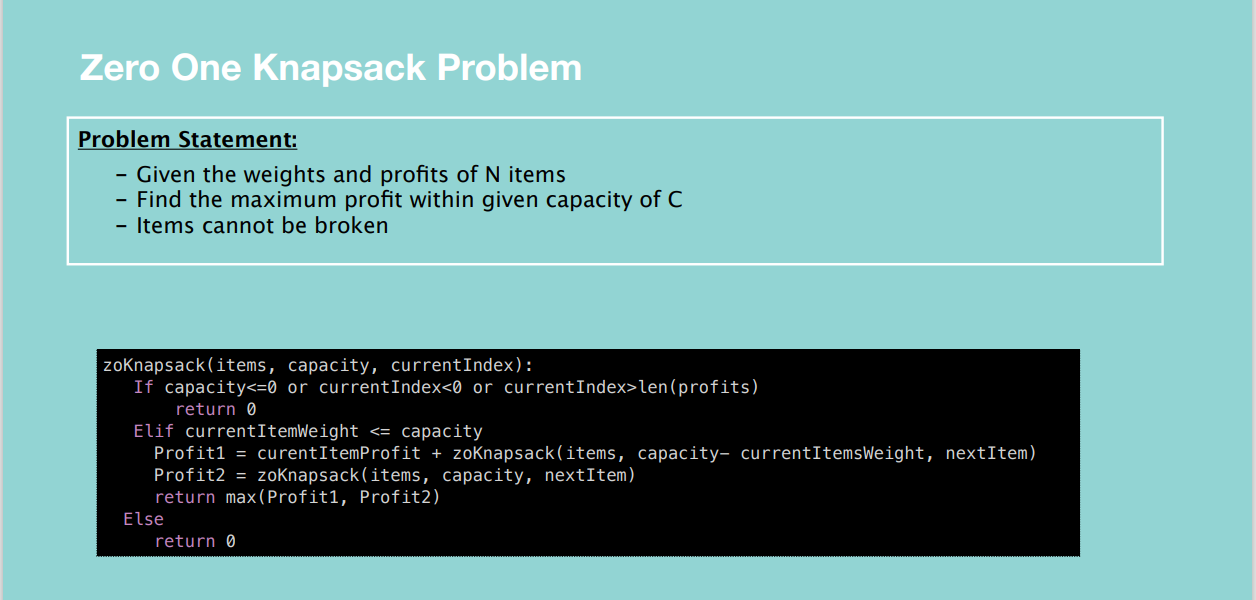 Zero One Knapsack Problem
Problem Statement:
- Given the weights and profits of N items
- Find the maximum profit within given capacity of C
- Items cannot be broken
zoKnapsack(items, capacity, currentIndex):
If capacity<=0 or currentIndex<0 or currentIndex>len(profits)
return 0
Elif currentItemWeight <= capacity
Profit1 = curentItemProfit + zoKnapsack(items, capacity- currentItemsWeight, nextItem)
Profit2 = zoKnapsack(items, capacity, nextItem)
return max(Profit1, Profit2)
Else
return 0